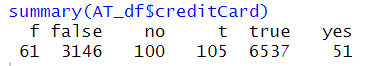 summary(AT_df$creditCard)
f false no t true yes
61 3146 100 105 6537 51